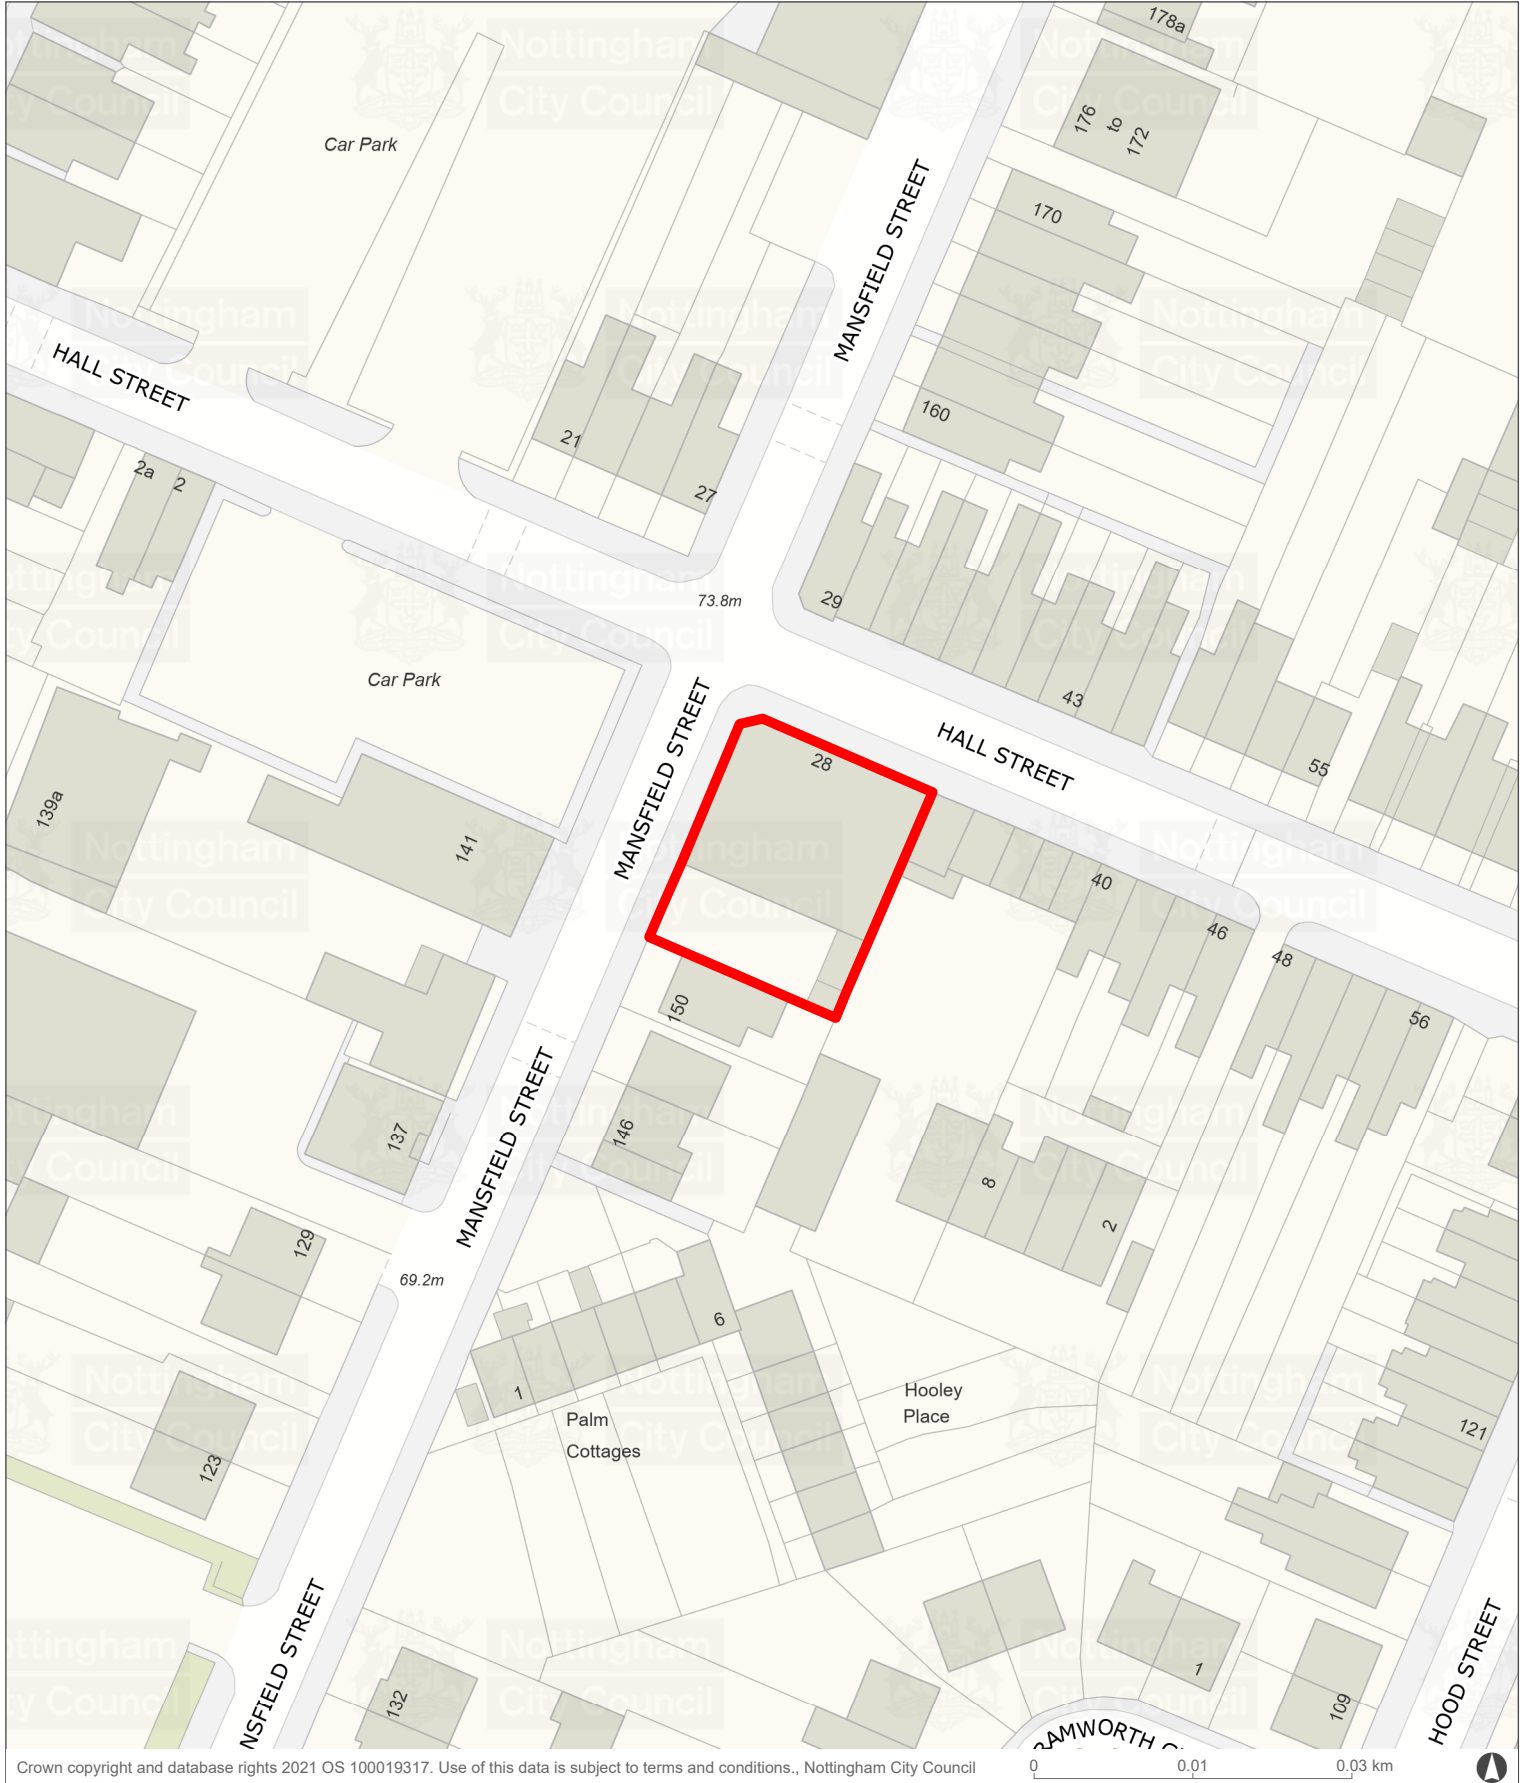 178a
176
to
172
Car Park
170
MANSFIELD STREET
HALL STREET
160
21
2a
2
27
73.8m
29
Car Park
43
MANSFIELD STREET
HALL STREET
28
55
139a
141
40
46
48
150
56
MANSFIELD STREET
146
137
8
2
129
69.2m
6
1
Hooley
Place
Palm
Cottages
121
123
NSFIELD STREET
HOOD STREET
1
132
109
RAMWORTH
Nottingham
City Council
Crown copyright and database rights 2021 OS 100019317. Use of this data is subject to terms and conditions., Nottingham City Council
0 0.01 0.03 km